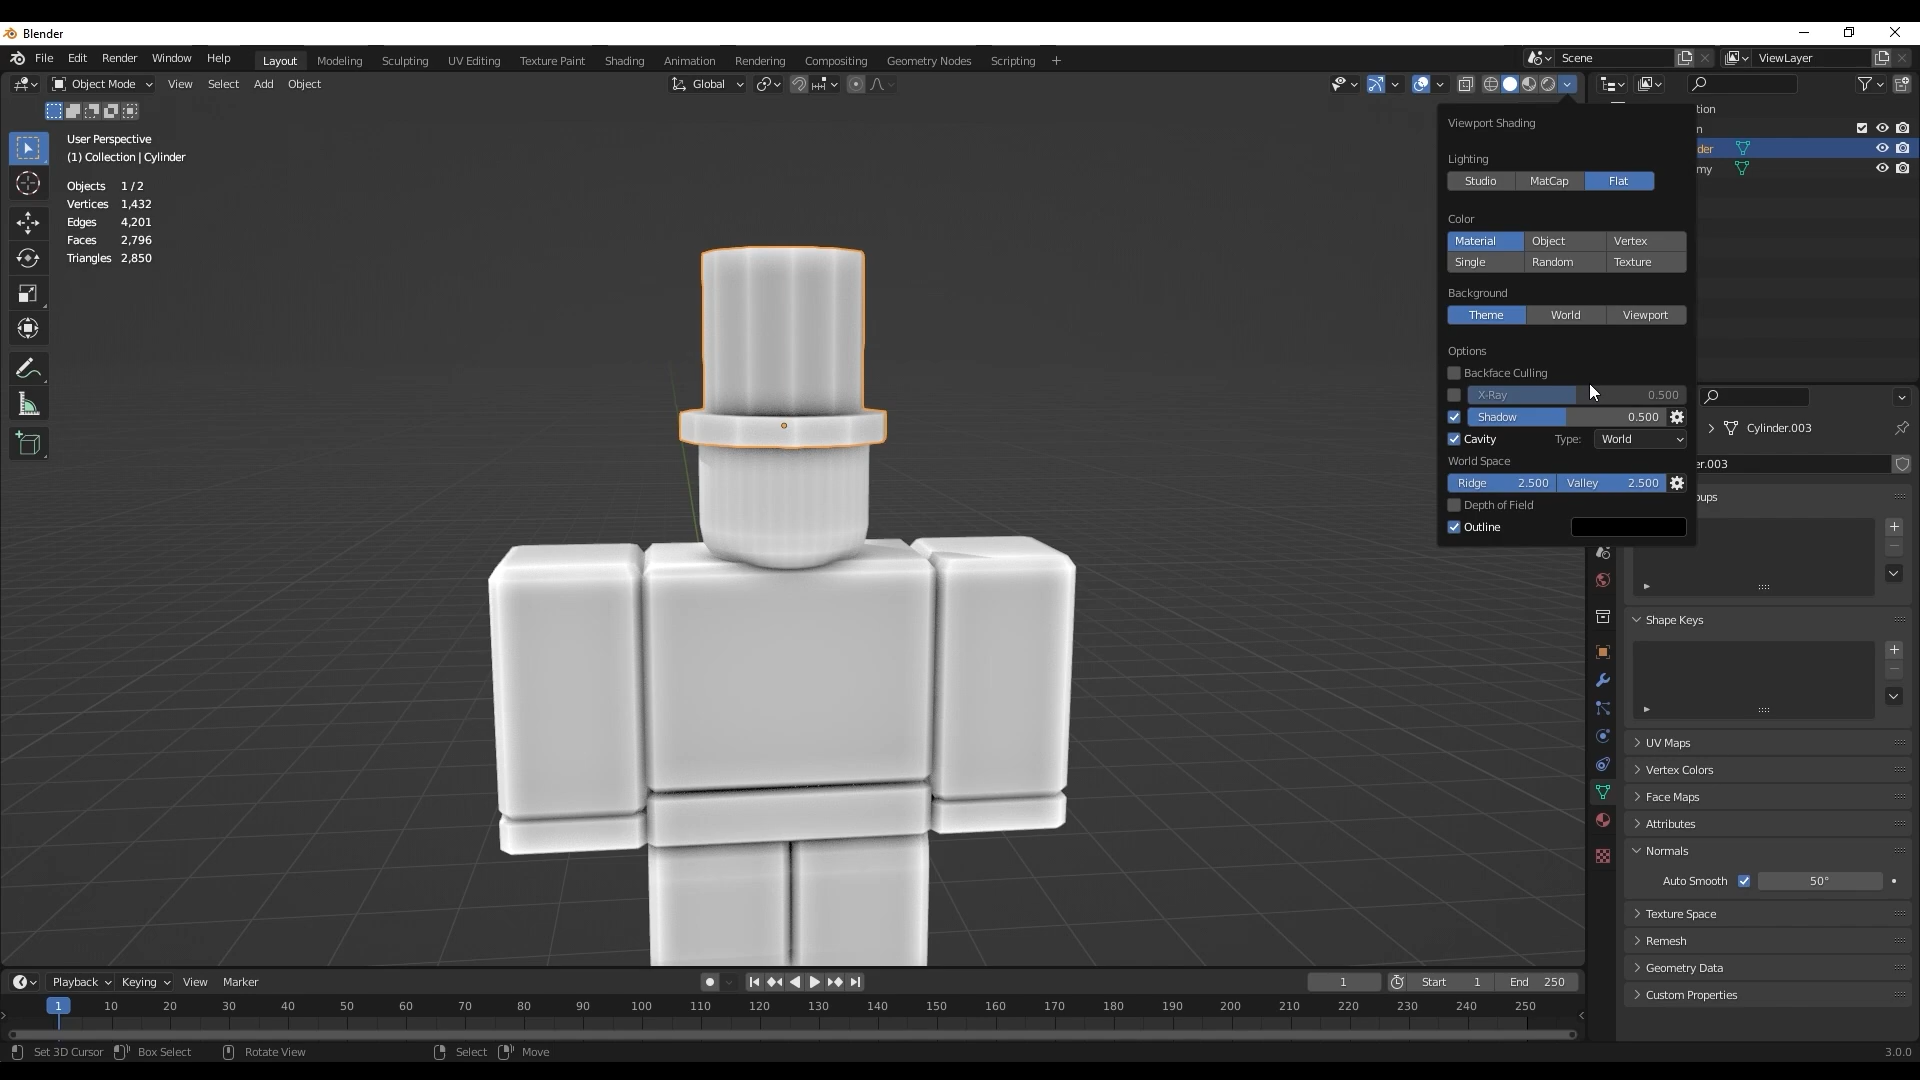 Blender
File Edit Render Window Help Layout Modeling Sculpting UV Editing Texture Paint Shading Animation Rendering Compositing Geometry Nodes Scripting + Scene ViewLayer
Object Mode View Select Add Object Global
User Perspective
(1) Collection | Cylinder
Objects 1 / 2
Vertices 1,432
Edges 4,201
Faces 2,796
Triangles 2,850
Viewport Shading
Lighting
Studio MatCap Flat
Color
Material Object Vertex
Single Random Texture
Background
Theme World Viewport
Options
Backface Culling
X-Ray 0.500
Shadow 0.500
Cavity Type: World
World Space
Ridge 2.500 Valley 2.500
Depth of Field
Outline
tion
n
der
my
Cylinder.003
er.003
oups
Shape Keys
UV Maps
Vertex Colors
Face Maps
Attributes
Normals
Auto Smooth 50°
Texture Space
Remesh
Geometry Data
Custom Properties
Playback Keying View Marker 1 Start 1 End 250
1 10 20 30 40 50 60 70 80 90 100 110 120 130 140 150 160 170 180 190 200 210 220 230 240 250
Set 3D Cursor Box Select Rotate View Select Move 3.0.0